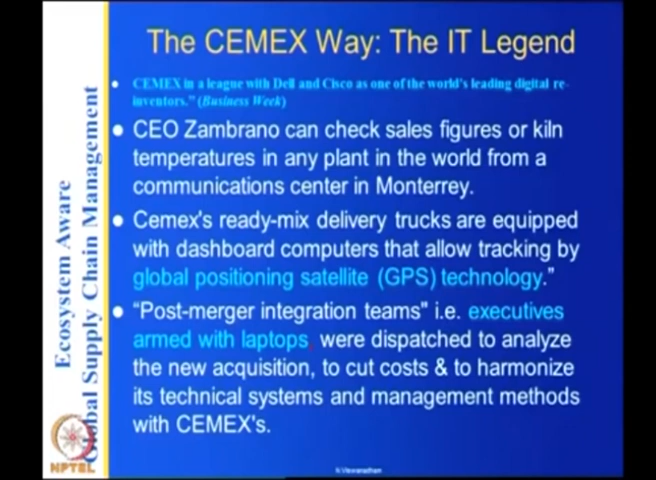 The CEMEX Way: The IT Legend
• CEMEX in a league with Dell and Cisco as one of the world's leading digital re-
inventors." (Business Week)
• CEO Zambrano can check sales figures or kiln
temperatures in any plant in the world from a
communications center in Monterrey.
• Cemex's ready-mix delivery trucks are equipped
with dashboard computers that allow tracking by
global positioning satellite (GPS) technology."
• "Post-merger integration teams" i.e. executives
armed with laptops, were dispatched to analyze
the new acquisition, to cut costs & to harmonize
its technical systems and management methods
with CEMEX's.
Ecosystem Aware
Global Supply Chain Management
NPTEL
N.Viswanadham